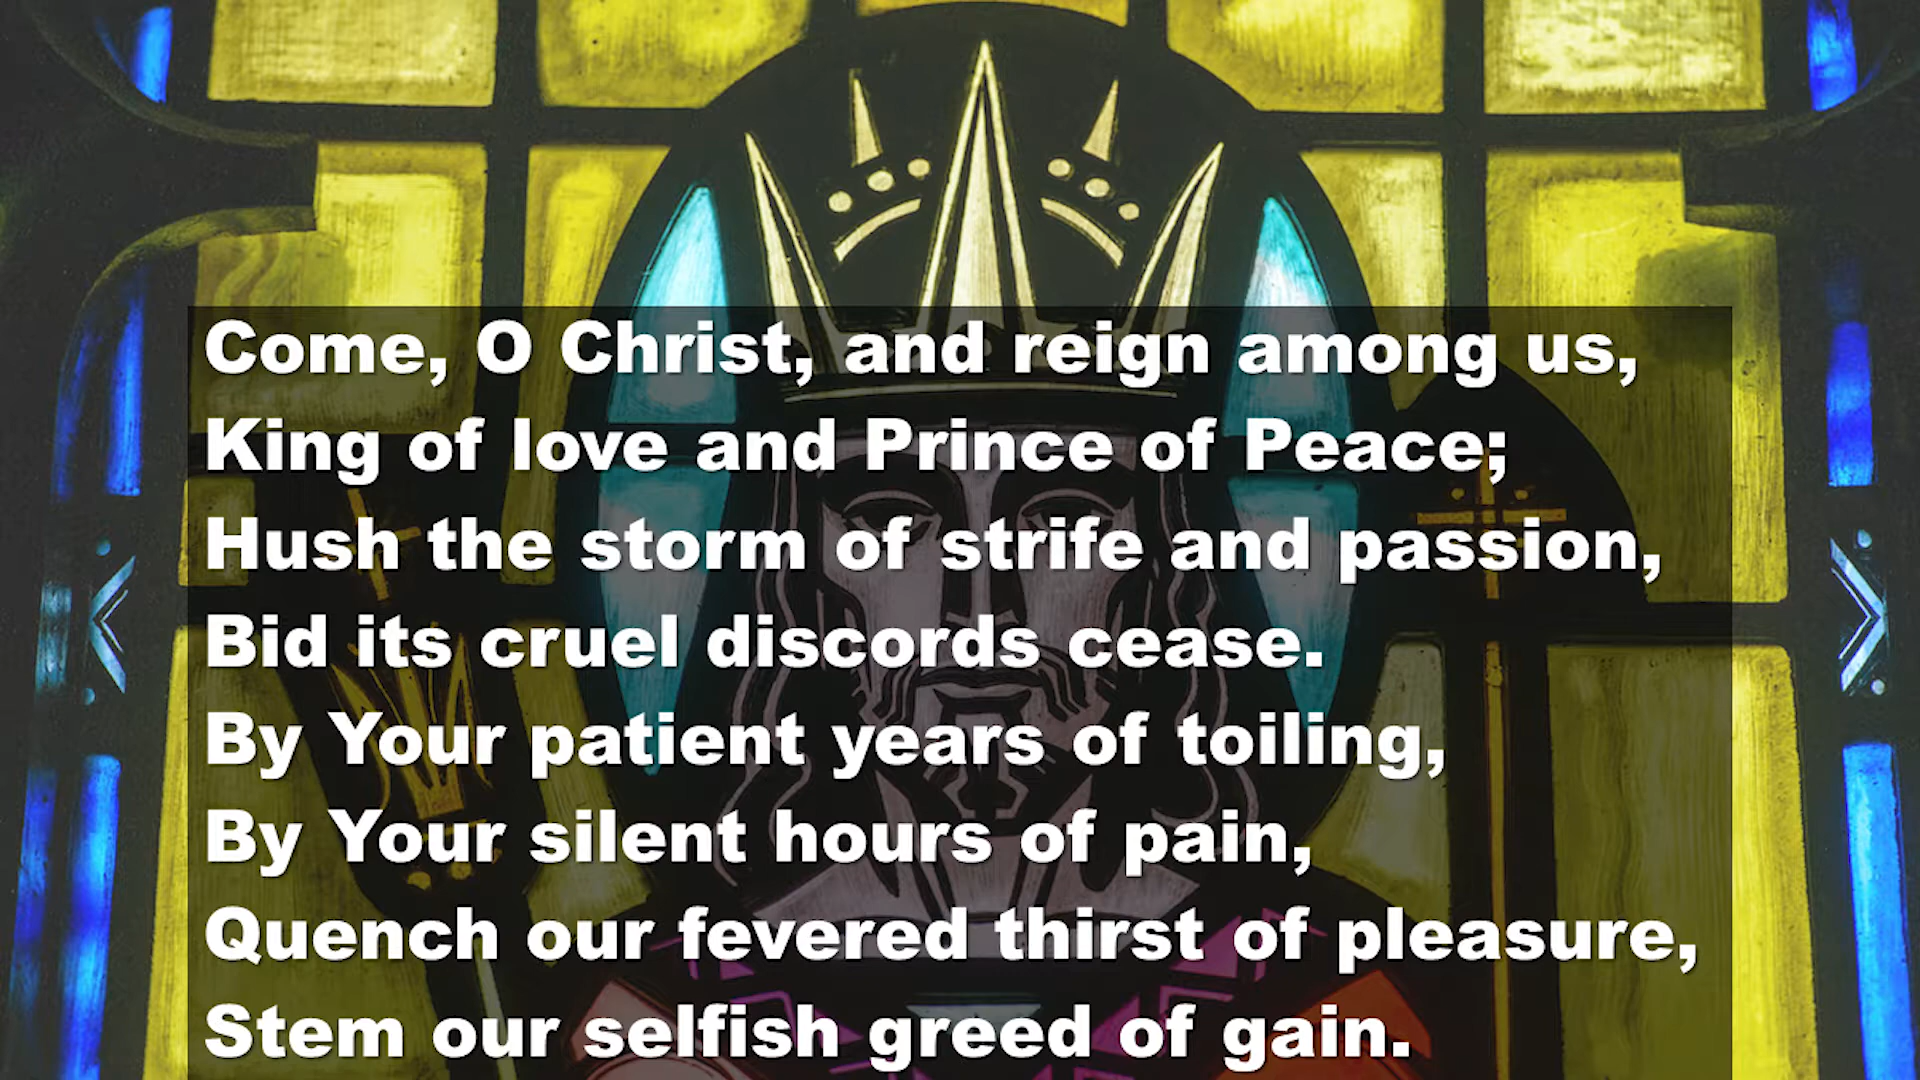 Come, O Christ, and reign among us,
King of love and Prince of Peace;
Hush the storm of strife and passion,
Bid its cruel discords cease.
By Your patient years of toiling,
By Your silent hours of pain,
Quench our fevered thirst of pleasure,
Stem our selfish greed of gain.